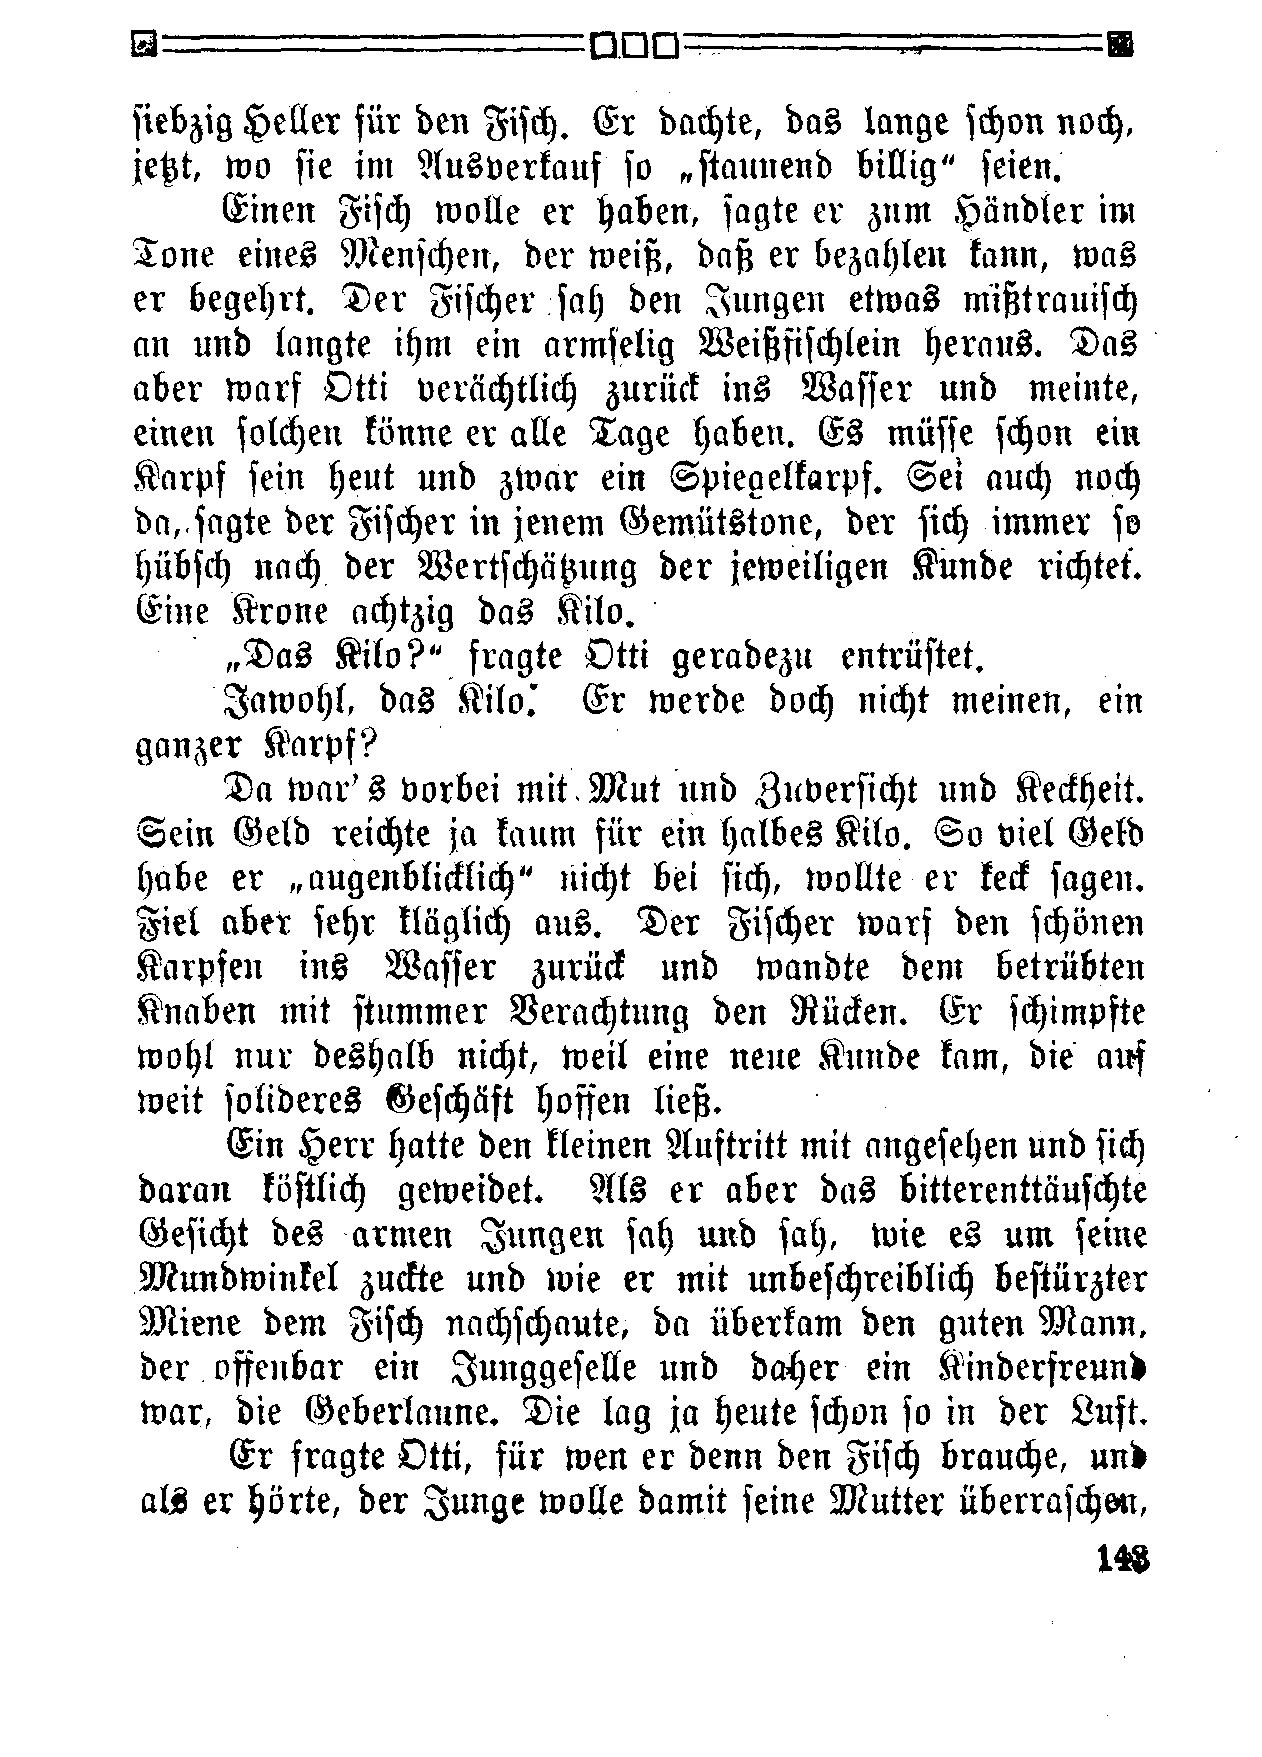 siebzig Heller für den Fisch. Er dachte, das lange schon noch,
jetzt, wo sie im Ausverkauf so „staunend billig“ seien.
Einen Fisch wolle er haben, sagte er zum Händler im
Tone eines Menschen, der weiß, daß er bezahlen kann, was
er begehrt. Der Fischer sah den Jungen etwas mißtrauisch
an und langte ihm ein armselig Weißfischlein heraus. Das
aber warf Otti verächtlich zurück ins Wasser und meinte,
einen solchen könne er alle Tage haben. Es müsse schon ein
Karpf sein heut und zwar ein Spiegelkarpf. Sei auch noch
da, sagte der Fischer in jenem Gemütstone, der sich immer so
hübsch nach der Wertschätzung der jeweiligen Kunde richtet.
Eine Krone achtzig das Kilo.
„Das Kilo?“ fragte Otti geradezu entrüstet.
Jawohl, das Kilo. Er werde doch nicht meinen, ein
ganzer Karpf?
Da war's vorbei mit Mut und Zuversicht und Keckheit.
Sein Geld reichte ja kaum für ein halbes Kilo. So viel Geld
habe er „augenblicklich“ nicht bei sich, wollte er keck sagen.
Fiel aber sehr kläglich aus. Der Fischer warf den schönen
Karpfen ins Wasser zurück und wandte dem betrübten
Knaben mit stummer Verachtung den Rücken. Er schimpfte
wohl nur deshalb nicht, weil eine neue Kunde kam, die auf
weit solideres Geschäft hoffen ließ.
Ein Herr hatte den kleinen Auftritt mit angesehen und sich
daran köstlich geweidet. Als er aber das bitterenttäuschte
Gesicht des armen Jungen sah und sah, wie es um seine
Mundwinkel zuckte und wie er mit unbeschreiblich bestürzter
Miene dem Fisch nachschaute, da überkam den guten Mann,
der offenbar ein Junggeselle und daher ein Kinderfreund
war, die Geberlaune. Die lag ja heute schon so in der Luft.
Er fragte Otti, für wen er denn den Fisch brauche, und
als er hörte, der Junge wolle damit seine Mutter überraschen,
143